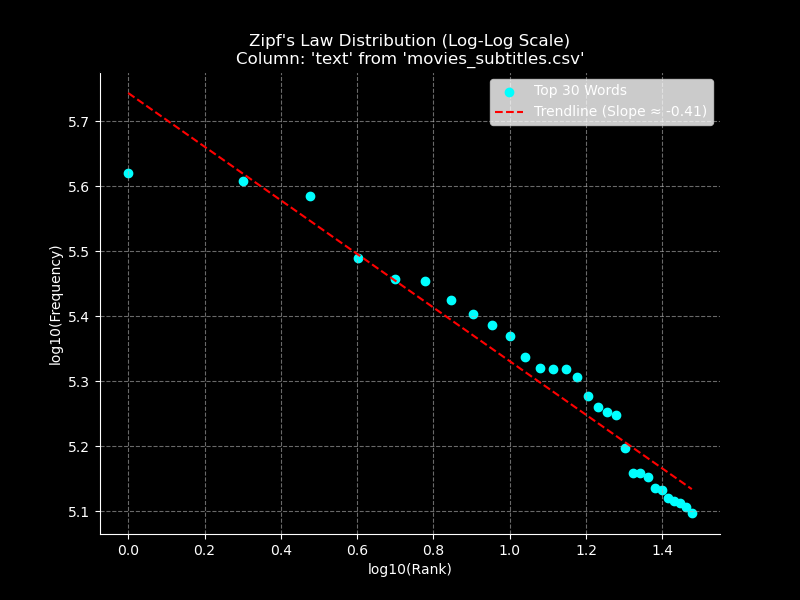 Zipf's Law Distribution (Log-Log Scale)
Column: 'text' from 'movies_subtitles.csv'
Top 30 Words
Trendline (Slope ≈ -0.41)
5.7
5.6
5.5
5.4
5.3
5.2
5.1
log10(Frequency)
0.0 0.2 0.4 0.6 0.8 1.0 1.2 1.4
log10(Rank)